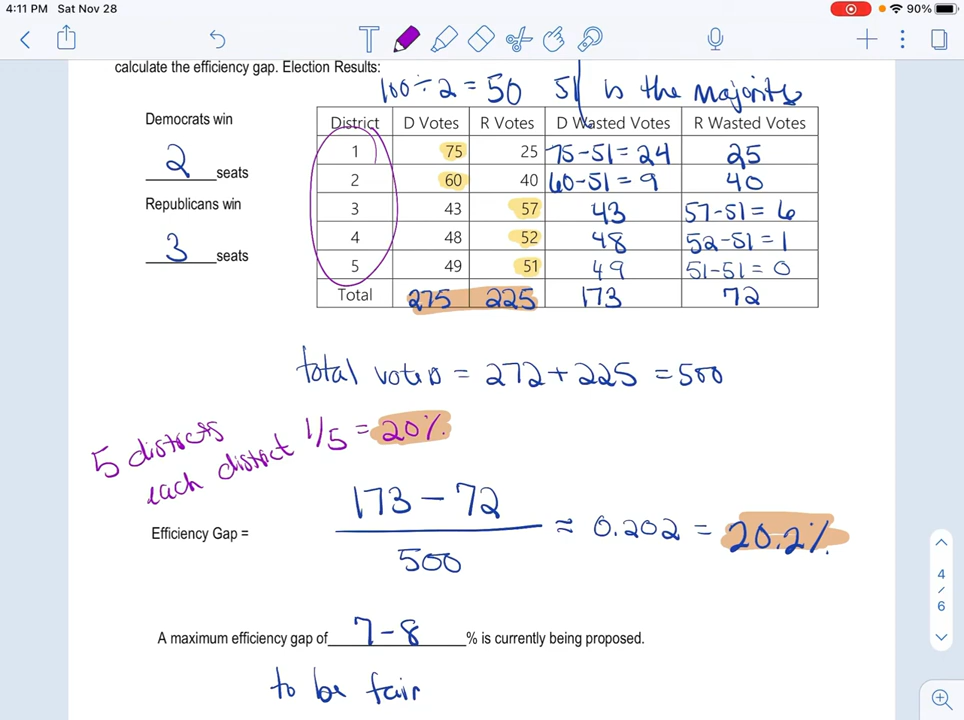 4:11 PM Sat Nov 28 90%
calculate the efficiency gap. Election Results:
100 ÷ 2 = 50 51 is the majority
Democrats win
2 seats
Republicans win
3 seats
District D Votes R Votes D Wasted Votes R Wasted Votes
1 75 25 75-51 = 24 25
2 60 40 60-51 = 9 40
3 43 57 43 57-51 = 6
4 48 52 48 52-51 = 1
5 49 51 49 51-51 = 0
Total 275 225 173 72
total votes = 272 + 225 = 500
5 districts
each district 1/5 = 20%
Efficiency Gap = 173 - 72 / 500 ≈ 0.202 = 20.2%
A maximum efficiency gap of 7-8 % is currently being proposed.
to be fair
4
/
6